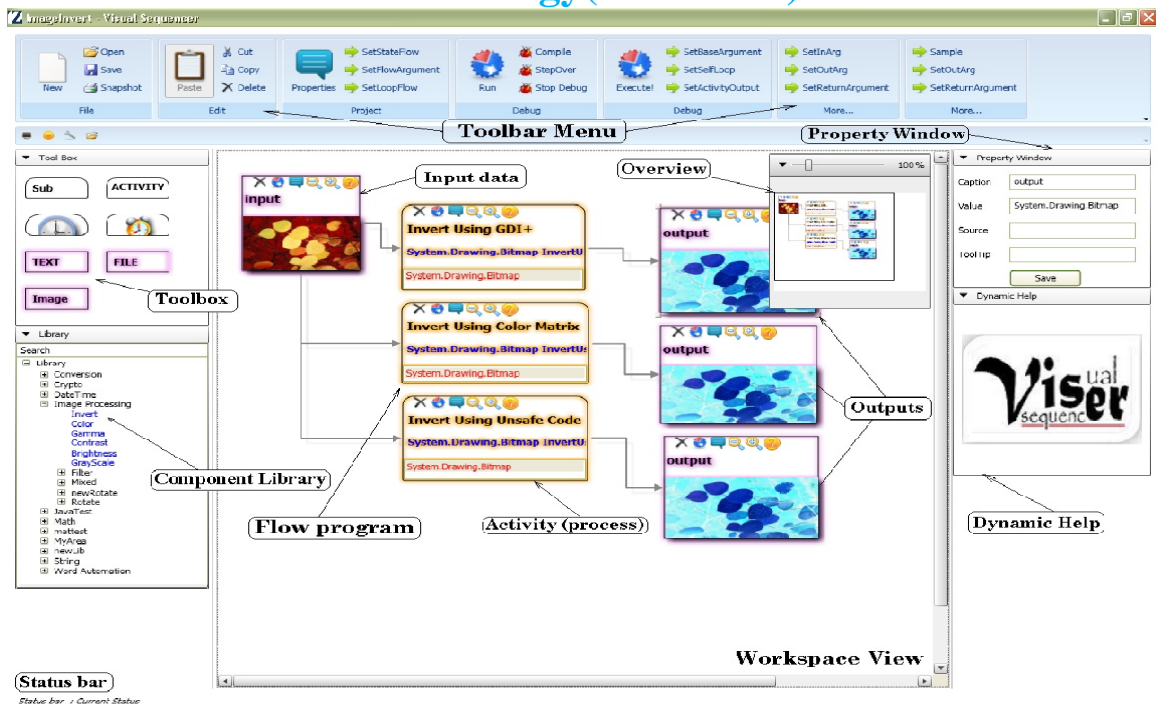 ImageInvert - Visual Sequencer
New
Open
Save
Snapshot
File
Paste
Cut
Copy
Delete
Edit
Properties
SetStateFlow
SetFlowArgument
SetLoopFlow
Project
Run
Compile
StepOver
Stop Debug
Debug
Execute!
SetBaseArgument
SetSelfLoop
SetActivityOutput
Debug
SetInArg
SetOutArg
SetReturnArgument
More...
Sample
SetOutArg
SetReturnArgument
More...
Toolbar Menu
Property Window
Tool Box
Sub
ACTIVITY
TEXT
FILE
Image
Toolbox
Library
Search
Library
Conversion
Crypto
DateTime
Image Processing
Invert
Color
Gamma
Contrast
Brightness
GrayScale
Filter
Mixed
newRotate
Rotate
JavaTest
Math
mattest
MyArea
newLib
String
Word Automation
Component Library
Input data
input
Invert Using GDI+
System.Drawing.Bitmap InvertU
System.Drawing.Bitmap
Invert Using Color Matrix
System.Drawing.Bitmap InvertU
System.Drawing.Bitmap
Invert Using Unsafe Code
System.Drawing.Bitmap InvertU
System.Drawing.Bitmap
Flow program
Activity (process)
Overview
100%
output
output
output
Outputs
Workspace View
Property Window
Caption
output
Value
System.Drawing.Bitmap
Source
ToolTip
Save
Dynamic Help
Visual
sequencer
Dynamic Help
Status bar
Status bar : Current Status